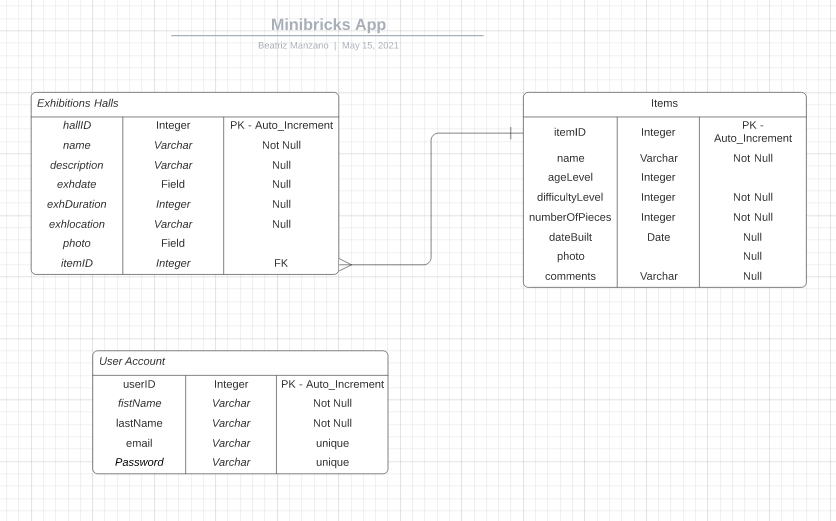 Minibricks App
Beatriz Manzano | May 15, 2021
Exhibitions Halls
hallID Integer PK - Auto_Increment
name Varchar Not Null
description Varchar Null
exhdate Field Null
exhDuration Integer Null
exhlocation Varchar Null
photo Field
itemID Integer FK
Items
itemID Integer PK -
Auto_Increment
name Varchar Not Null
ageLevel Integer
difficultyLevel Integer Not Null
numberOfPieces Integer Not Null
dateBuilt Date Null
photo Null
comments Varchar Null
User Account
userID Integer PK - Auto_Increment
fistName Varchar Not Null
lastName Varchar Not Null
email Varchar unique
Password Varchar unique